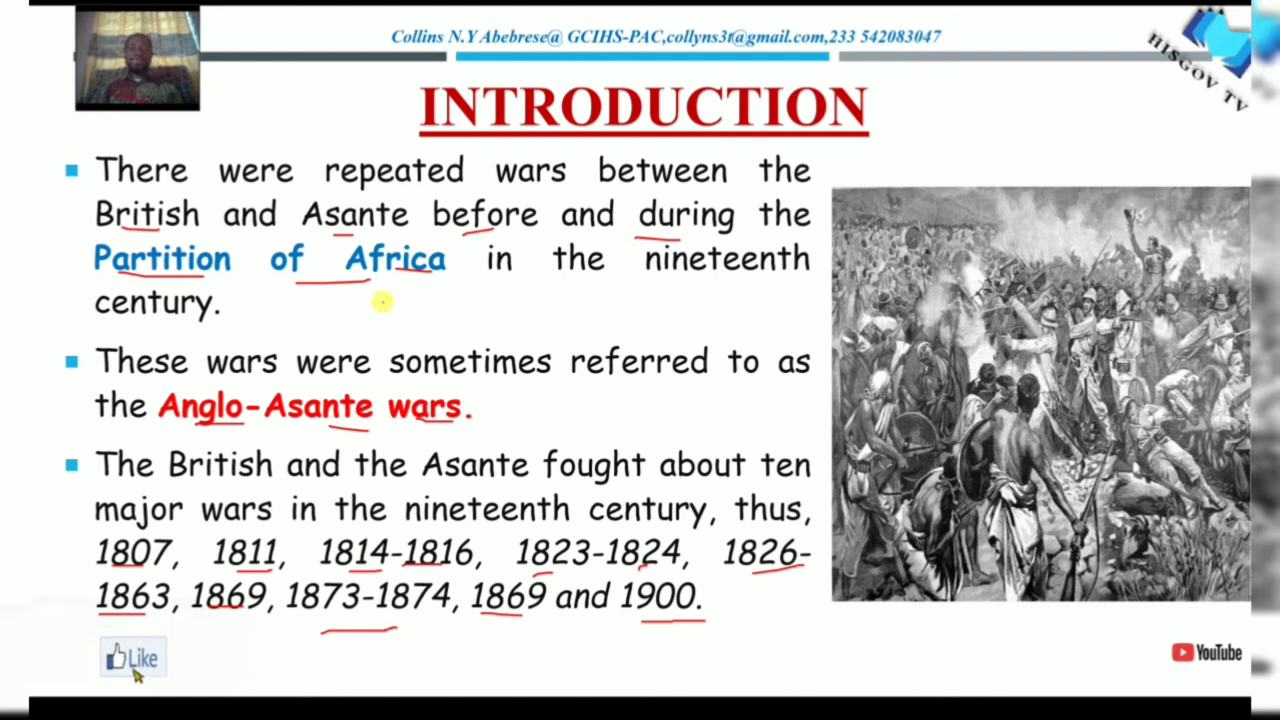 Collins N.Y Abebrese@ GCIHS-PAC,collyns3t@gmail.com,233 542083047
HISGOV TV
INTRODUCTION
There were repeated wars between the
British and Asante before and during the
Partition of Africa in the nineteenth
century.
These wars were sometimes referred to as
the Anglo-Asante wars.
The British and the Asante fought about ten
major wars in the nineteenth century, thus,
1807, 1811, 1814-1816, 1823-1824, 1826-
1863, 1869, 1873-1874, 1869 and 1900.
Like
YouTube